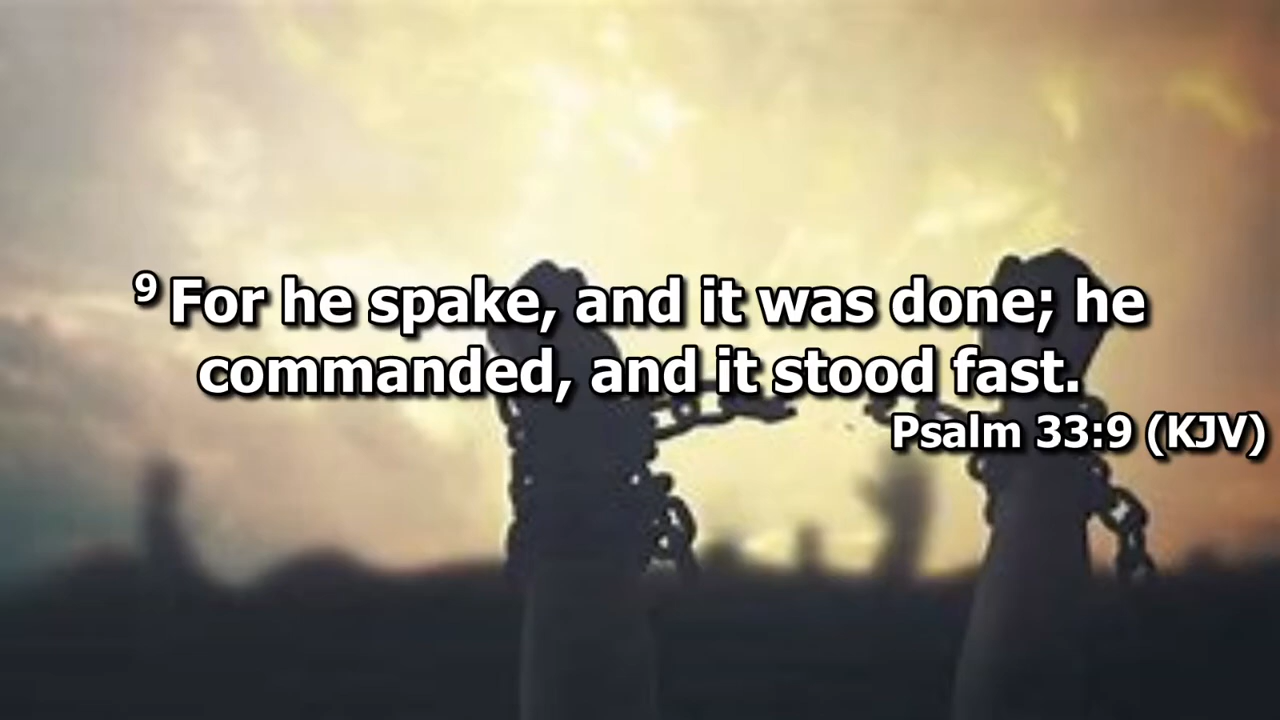 9 For he spake, and it was done; he
commanded, and it stood fast.
Psalm 33:9 (KJV)